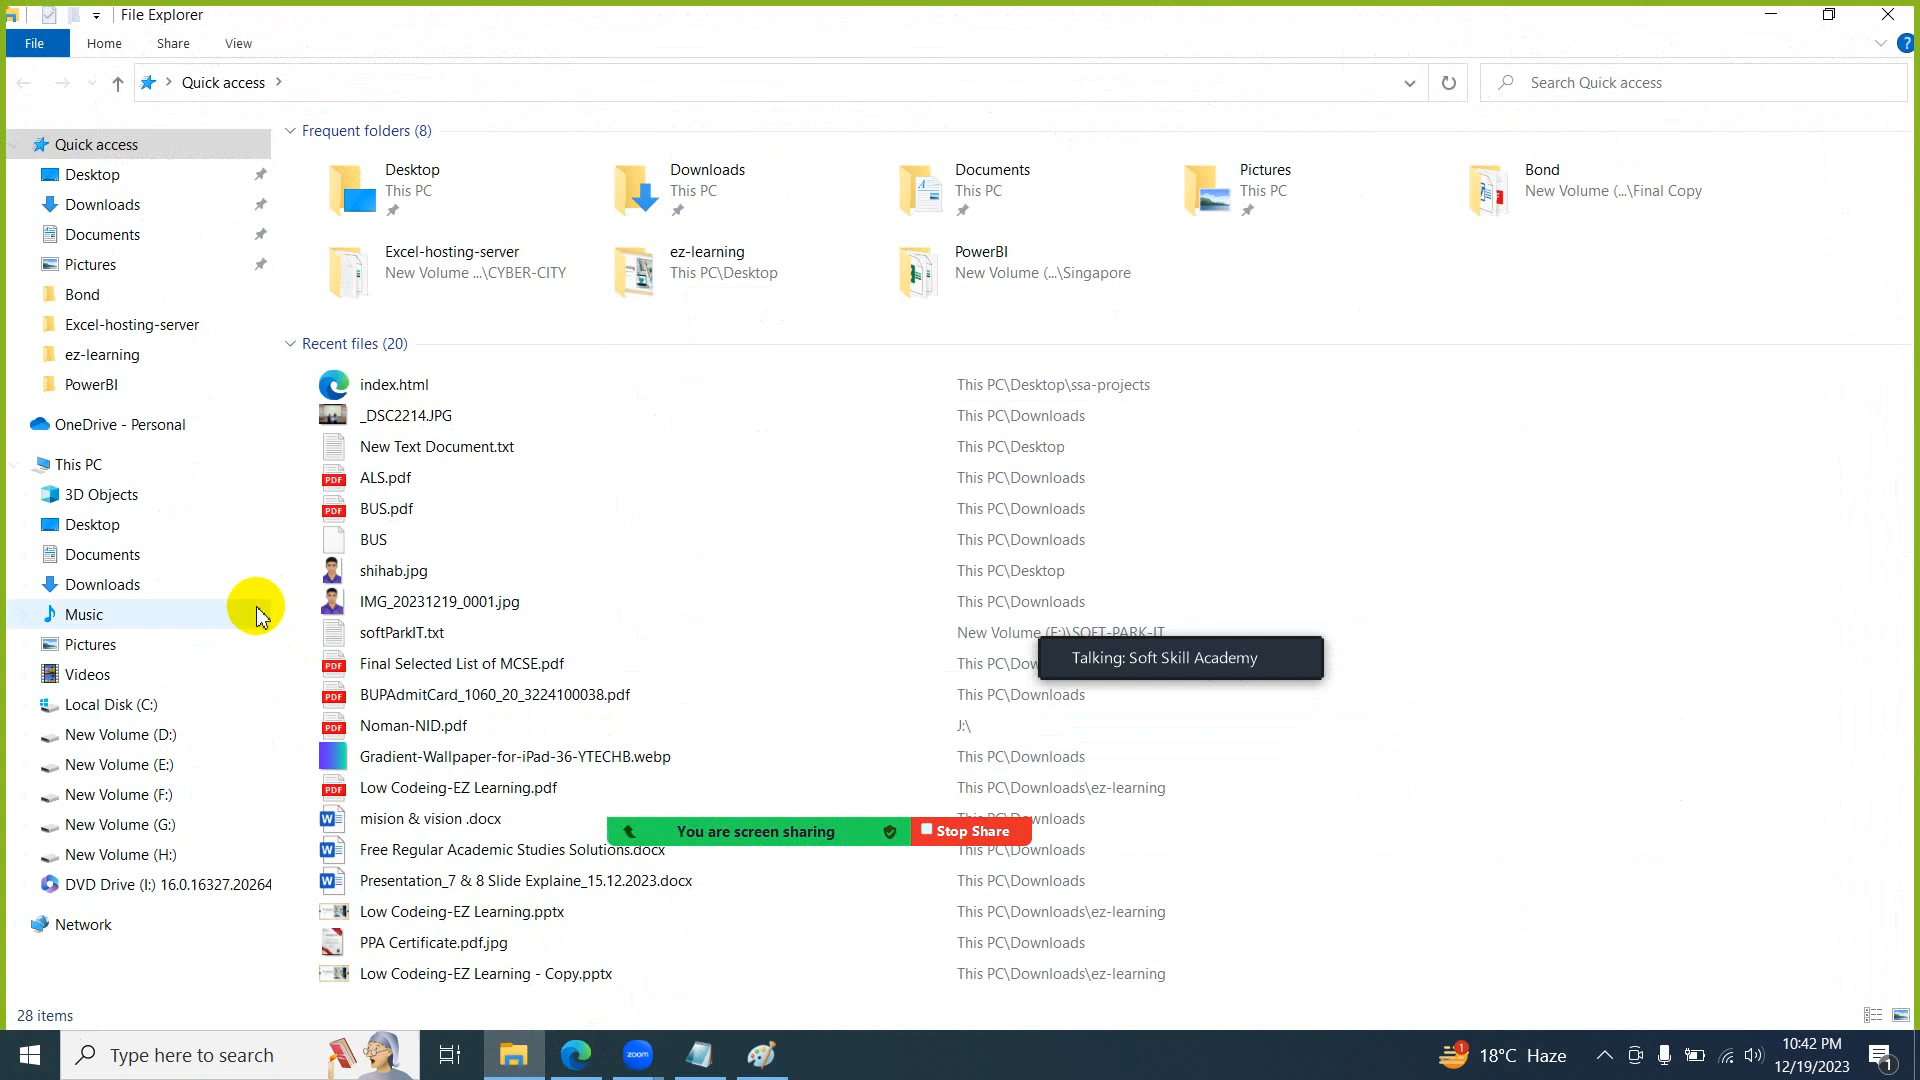 File Explorer
File Home Share View
Quick access
Search Quick access
Quick access
Desktop
Downloads
Documents
Pictures
Bond
Excel-hosting-server
ez-learning
PowerBI
OneDrive - Personal
This PC
3D Objects
Desktop
Documents
Downloads
Music
Pictures
Videos
Local Disk (C:)
New Volume (D:)
New Volume (E:)
New Volume (F:)
New Volume (G:)
New Volume (H:)
DVD Drive (I:) 16.0.16327.20264
Network
Frequent folders (8)
Desktop
This PC
Downloads
This PC
Documents
This PC
Pictures
This PC
Bond
New Volume (...\Final Copy
Excel-hosting-server
New Volume ...\CYBER-CITY
ez-learning
This PC\Desktop
PowerBI
New Volume (...\Singapore
Recent files (20)
index.html This PC\Desktop\ssa-projects
_DSC2214.JPG This PC\Downloads
New Text Document.txt This PC\Desktop
ALS.pdf This PC\Downloads
BUS.pdf This PC\Downloads
BUS This PC\Downloads
shihab.jpg This PC\Desktop
IMG_20231219_0001.jpg This PC\Downloads
softParkIT.txt New Volume (F:)\SOFT-PARK-IT
Talking: Soft Skill Academy
Final Selected List of MCSE.pdf This PC\Dow
BUPAdmitCard_1060_20_3224100038.pdf This PC\Downloads
Noman-NID.pdf J:\
Gradient-Wallpaper-for-iPad-36-YTECHB.webp This PC\Downloads
Low Codeing-EZ Learning.pdf This PC\Downloads\ez-learning
mision & vision .docx This PC\Downloads
You are screen sharing Stop Share
Free Regular Academic Studies Solutions.docx This PC\Downloads
Presentation_7 & 8 Slide Explaine_15.12.2023.docx This PC\Downloads
Low Codeing-EZ Learning.pptx This PC\Downloads\ez-learning
PPA Certificate.pdf.jpg This PC\Downloads
Low Codeing-EZ Learning - Copy.pptx This PC\Downloads\ez-learning
28 items
Type here to search
zoom
1
18°C Haze
10:42 PM
12/19/2023
1